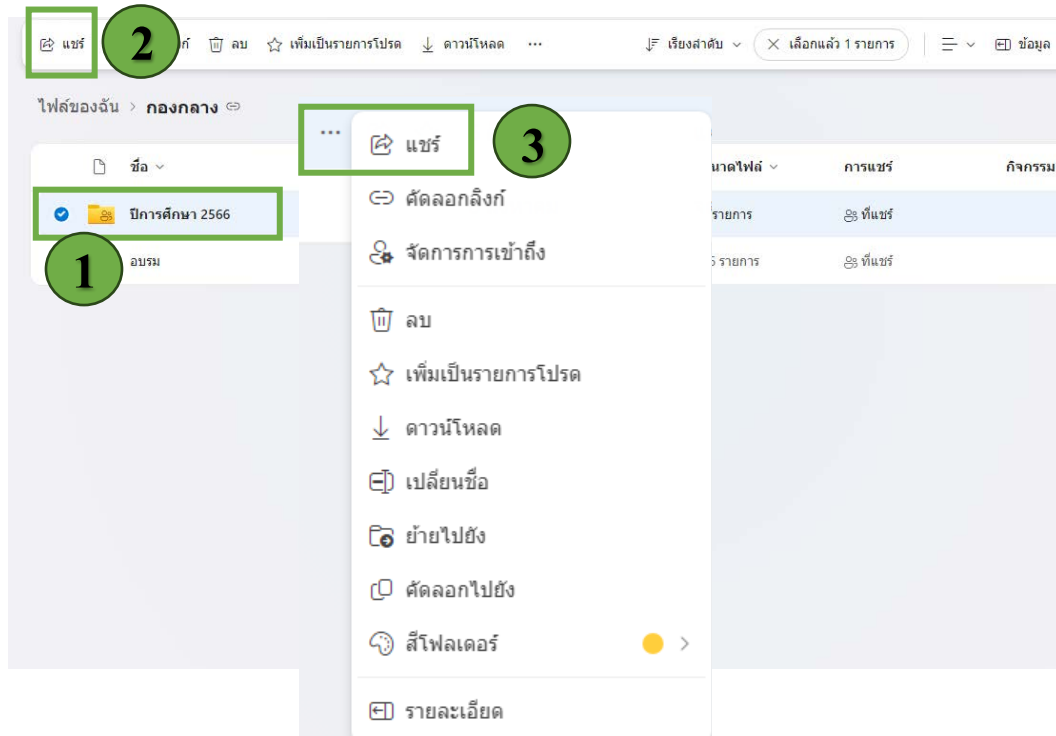 แชร์ 2 ลบ เพิ่มเป็นรายการโปรด ดาวน์โหลด ... เรียงลำดับ เลือกแล้ว 1 รายการ ข้อมูล
ไฟล์ของฉัน > กองกลาง
... แชร์ 3
ชื่อ การแชร์ กิจกรรม
คัดลอกลิงก์
ปีการศึกษา 2566 รายการ ที่แชร์
จัดการการเข้าถึง
1 อบรม รายการ ที่แชร์
ลบ
เพิ่มเป็นรายการโปรด
ดาวน์โหลด
เปลี่ยนชื่อ
ย้ายไปยัง
คัดลอกไปยัง
สีโฟลเดอร์
รายละเอียด